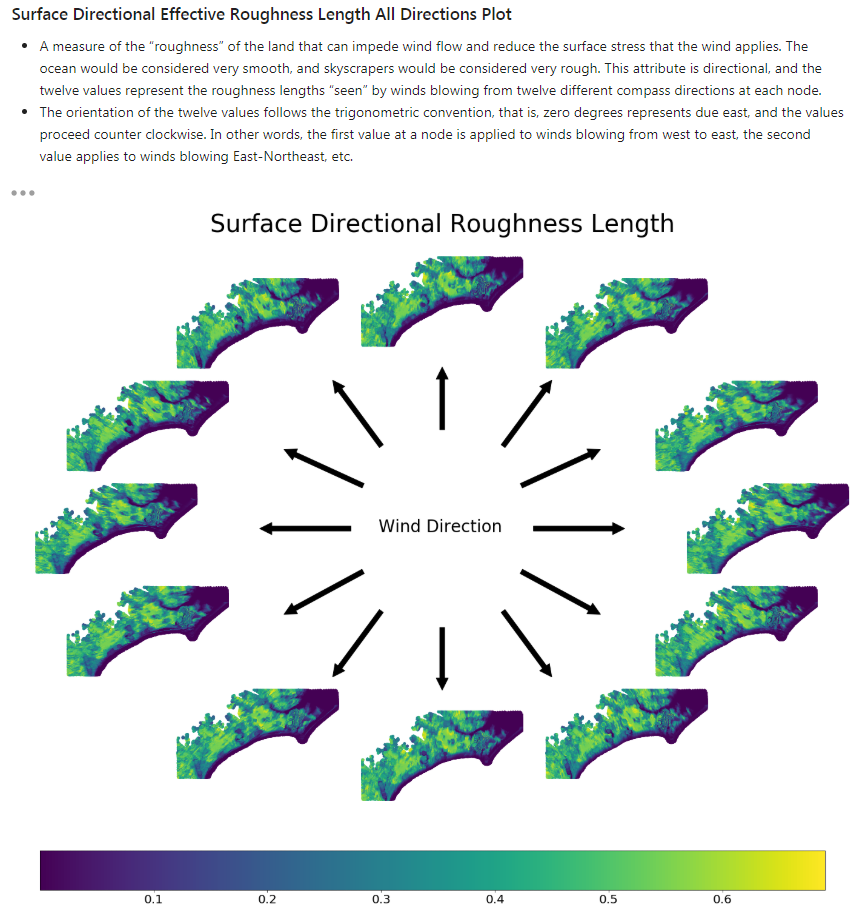 Surface Directional Effective Roughness Length All Directions Plot
• A measure of the “roughness” of the land that can impede wind flow and reduce the surface stress that the wind applies. The
ocean would be considered very smooth, and skyscrapers would be considered very rough. This attribute is directional, and the
twelve values represent the roughness lengths “seen” by winds blowing from twelve different compass directions at each node.
• The orientation of the twelve values follows the trigonometric convention, that is, zero degrees represents due east, and the values
proceed counter clockwise. In other words, the first value at a node is applied to winds blowing from west to east, the second
value applies to winds blowing East-Northeast, etc.
Surface Directional Roughness Length
Wind Direction
0.1 0.2 0.3 0.4 0.5 0.6